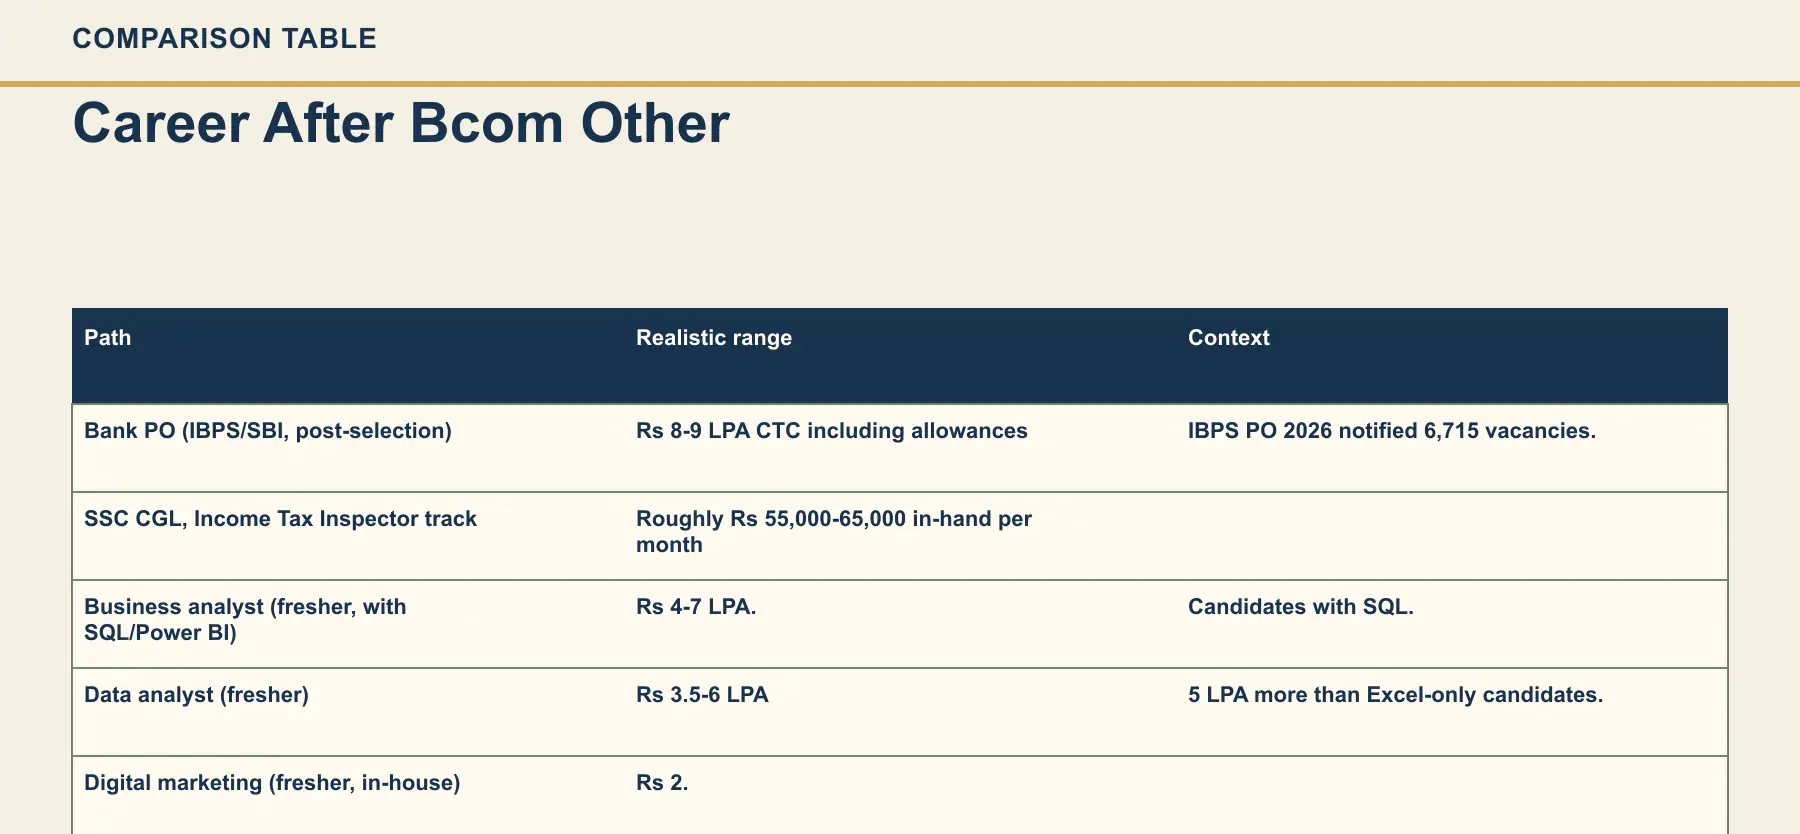 COMPARISON TABLE
Career After Bcom Other
Path
Realistic range
Context
Bank PO (IBPS/SBI, post-selection)
Rs 8-9 LPA CTC including allowances
IBPS PO 2026 notified 6,715 vacancies.
SSC CGL, Income Tax Inspector track
Roughly Rs 55,000-65,000 in-hand per
month
Business analyst (fresher, with
SQL/Power BI)
Rs 4-7 LPA.
Candidates with SQL.
Data analyst (fresher)
Rs 3.5-6 LPA
5 LPA more than Excel-only candidates.
Digital marketing (fresher, in-house)
Rs 2.